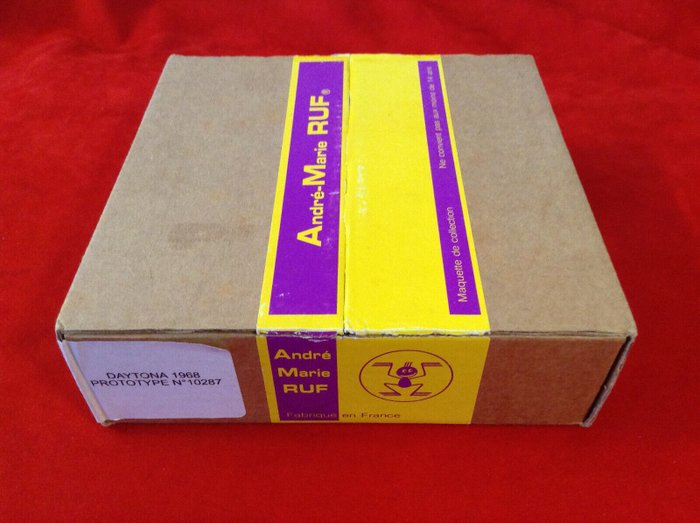 André-Marie RUF®
Maquette de collection
Ne convient pas aux moins de 14 ans
DAYTONA 1968
PROTOTYPE N°10287
André
Marie
RUF
Fabriqué en France